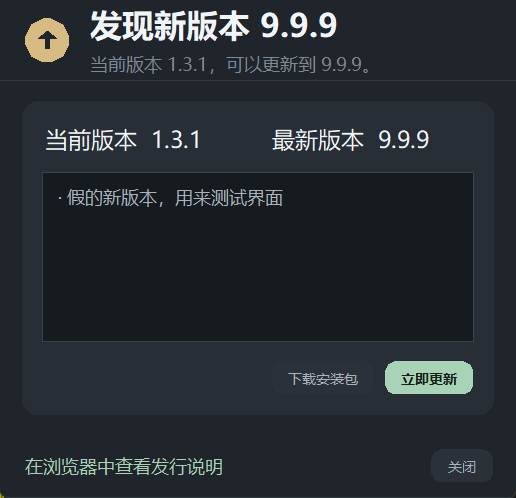 发现新版本 9.9.9
当前版本 1.3.1，可以更新到 9.9.9。
当前版本 1.3.1 最新版本 9.9.9
· 假的新版本，用来测试界面
下载安装包 立即更新
在浏览器中查看发行说明 关闭